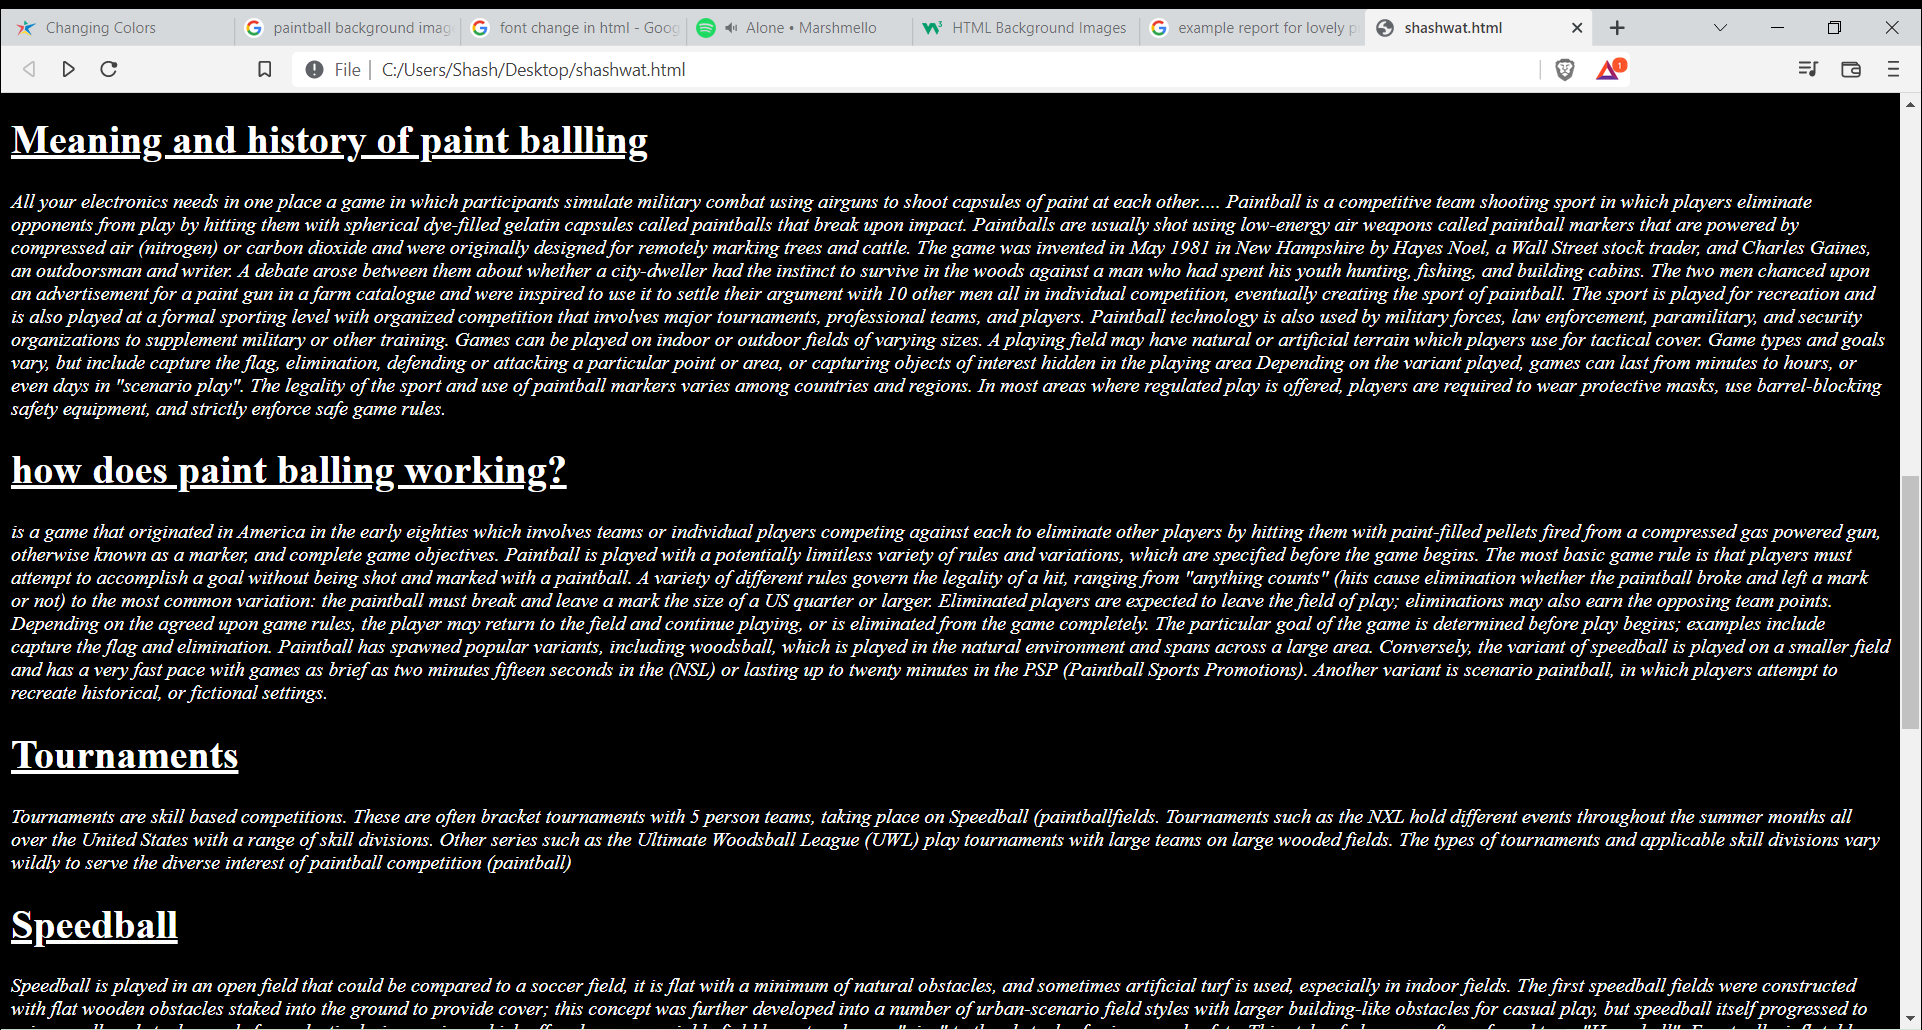 Changing Colors
paintball background imag
font change in html - Goog
Alone • Marshmello
HTML Background Images
example report for lovely p
shashwat.html
File | C:/Users/Shash/Desktop/shashwat.html
1
Meaning and history of paint ballling
All your electronics needs in one place a game in which participants simulate military combat using airguns to shoot capsules of paint at each other..... Paintball is a competitive team shooting sport in which players eliminate
opponents from play by hitting them with spherical dye-filled gelatin capsules called paintballs that break upon impact. Paintballs are usually shot using low-energy air weapons called paintball markers that are powered by
compressed air (nitrogen) or carbon dioxide and were originally designed for remotely marking trees and cattle. The game was invented in May 1981 in New Hampshire by Hayes Noel, a Wall Street stock trader, and Charles Gaines,
an outdoorsman and writer. A debate arose between them about whether a city-dweller had the instinct to survive in the woods against a man who had spent his youth hunting, fishing, and building cabins. The two men chanced upon
an advertisement for a paint gun in a farm catalogue and were inspired to use it to settle their argument with 10 other men all in individual competition, eventually creating the sport of paintball. The sport is played for recreation and
is also played at a formal sporting level with organized competition that involves major tournaments, professional teams, and players. Paintball technology is also used by military forces, law enforcement, paramilitary, and security
organizations to supplement military or other training. Games can be played on indoor or outdoor fields of varying sizes. A playing field may have natural or artificial terrain which players use for tactical cover. Game types and goals
vary, but include capture the flag, elimination, defending or attacking a particular point or area, or capturing objects of interest hidden in the playing area Depending on the variant played, games can last from minutes to hours, or
even days in "scenario play". The legality of the sport and use of paintball markers varies among countries and regions. In most areas where regulated play is offered, players are required to wear protective masks, use barrel-blocking
safety equipment, and strictly enforce safe game rules.
how does paint balling working?
is a game that originated in America in the early eighties which involves teams or individual players competing against each to eliminate other players by hitting them with paint-filled pellets fired from a compressed gas powered gun,
otherwise known as a marker, and complete game objectives. Paintball is played with a potentially limitless variety of rules and variations, which are specified before the game begins. The most basic game rule is that players must
attempt to accomplish a goal without being shot and marked with a paintball. A variety of different rules govern the legality of a hit, ranging from "anything counts" (hits cause elimination whether the paintball broke and left a mark
or not) to the most common variation: the paintball must break and leave a mark the size of a US quarter or larger. Eliminated players are expected to leave the field of play; eliminations may also earn the opposing team points.
Depending on the agreed upon game rules, the player may return to the field and continue playing, or is eliminated from the game completely. The particular goal of the game is determined before play begins; examples include
capture the flag and elimination. Paintball has spawned popular variants, including woodsball, which is played in the natural environment and spans across a large area. Conversely, the variant of speedball is played on a smaller field
and has a very fast pace with games as brief as two minutes fifteen seconds in the (NSL) or lasting up to twenty minutes in the PSP (Paintball Sports Promotions). Another variant is scenario paintball, in which players attempt to
recreate historical, or fictional settings.
Tournaments
Tournaments are skill based competitions. These are often bracket tournaments with 5 person teams, taking place on Speedball (paintballfields. Tournaments such as the NXL hold different events throughout the summer months all
over the United States with a range of skill divisions. Other series such as the Ultimate Woodsball League (UWL) play tournaments with large teams on large wooded fields. The types of tournaments and applicable skill divisions vary
wildly to serve the diverse interest of paintball competition (paintball)
Speedball
Speedball is played in an open field that could be compared to a soccer field, it is flat with a minimum of natural obstacles, and sometimes artificial turf is used, especially in indoor fields. The first speedball fields were constructed
with flat wooden obstacles staked into the ground to provide cover; this concept was further developed into a number of urban-scenario field styles with larger building-like obstacles for casual play, but speedball itself progressed to